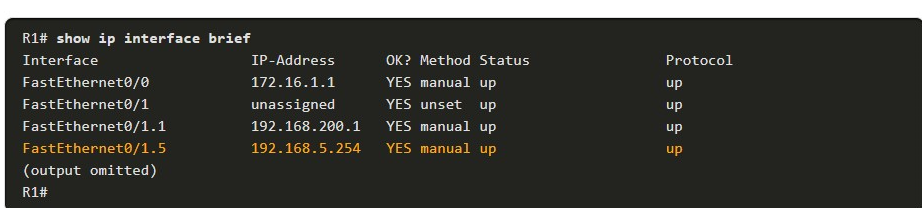 R1# show ip interface brief
Interface IP-Address OK? Method Status Protocol
FastEthernet0/0 172.16.1.1 YES manual up up
FastEthernet0/1 unassigned YES unset up up
FastEthernet0/1.1 192.168.200.1 YES manual up up
FastEthernet0/1.5 192.168.5.254 YES manual up up
(output omitted)
R1#